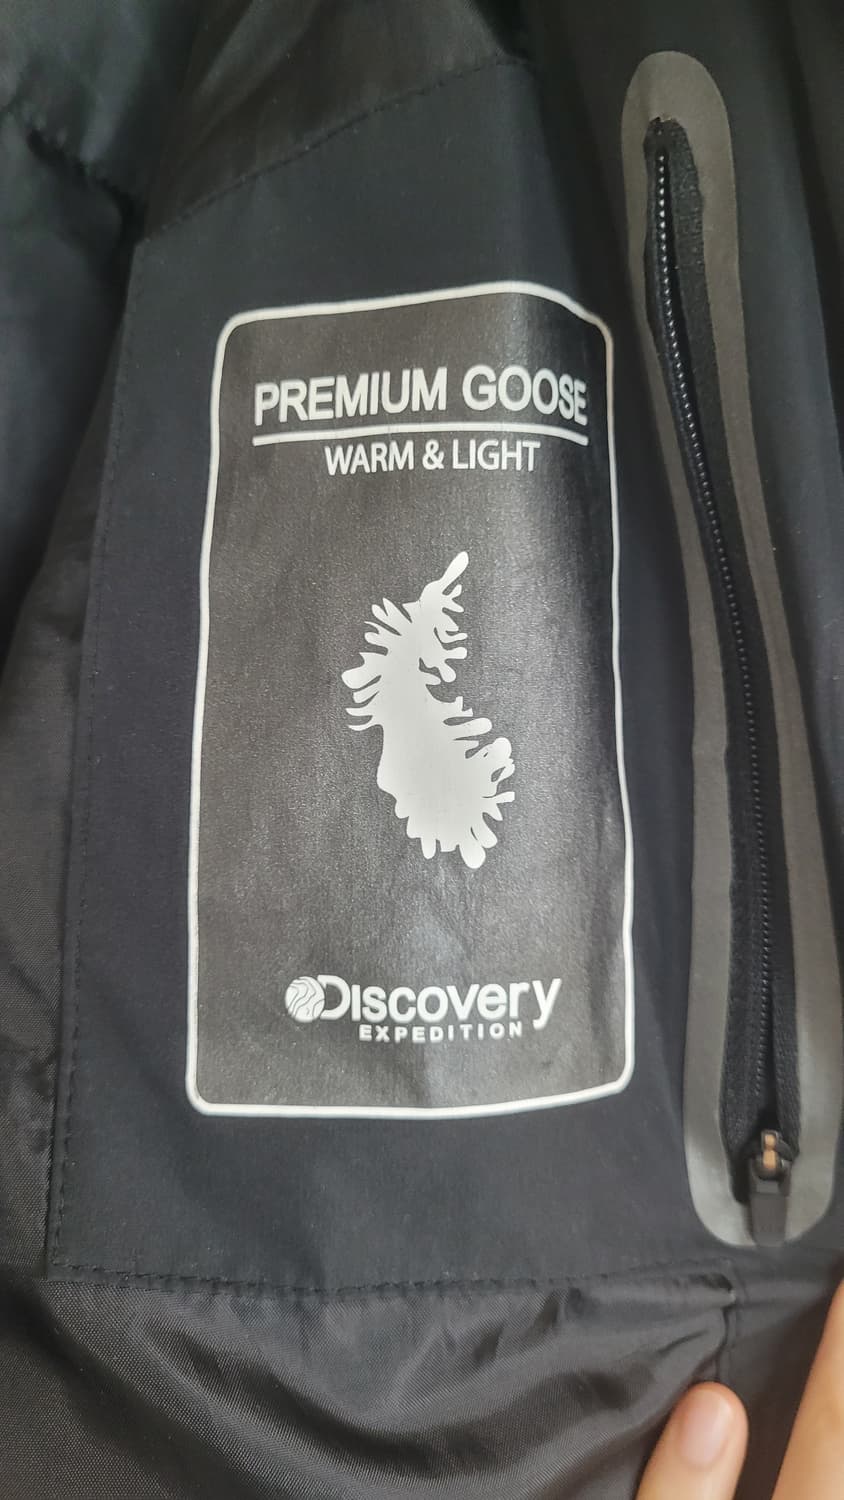 PREMIUM GOOSE
WARM & LIGHT
Discovery
EXPEDITION